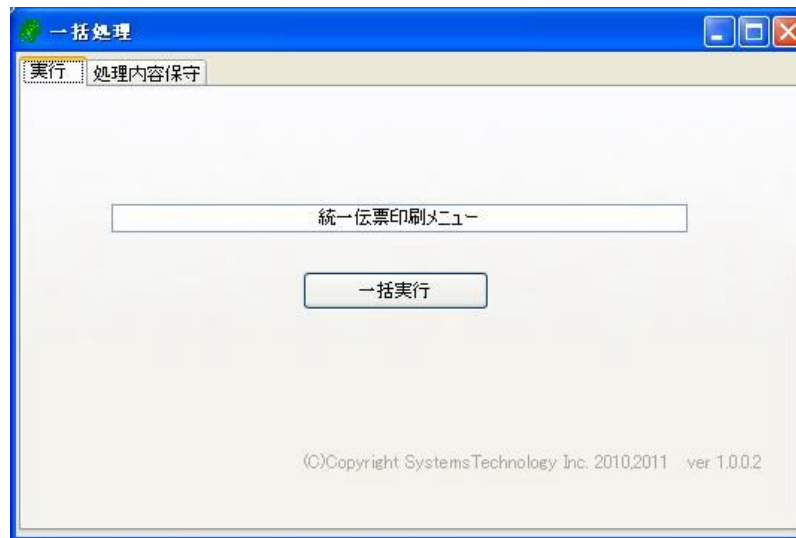 一括処理
実行 処理内容保守
統一伝票印刷メニュー
一括実行
(C)Copyright SystemsTechnology Inc. 2010,2011 ver 1.0.0.2